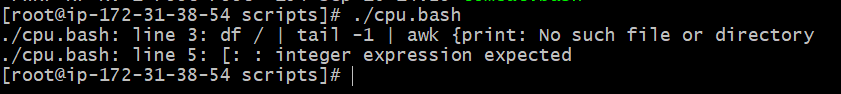 [root@ip-172-31-38-54 scripts]# ./cpu.bash
./cpu.bash: line 3: df / | tail -1 | awk {print: No such file or directory
./cpu.bash: line 5: [: : integer expression expected
[root@ip-172-31-38-54 scripts]#